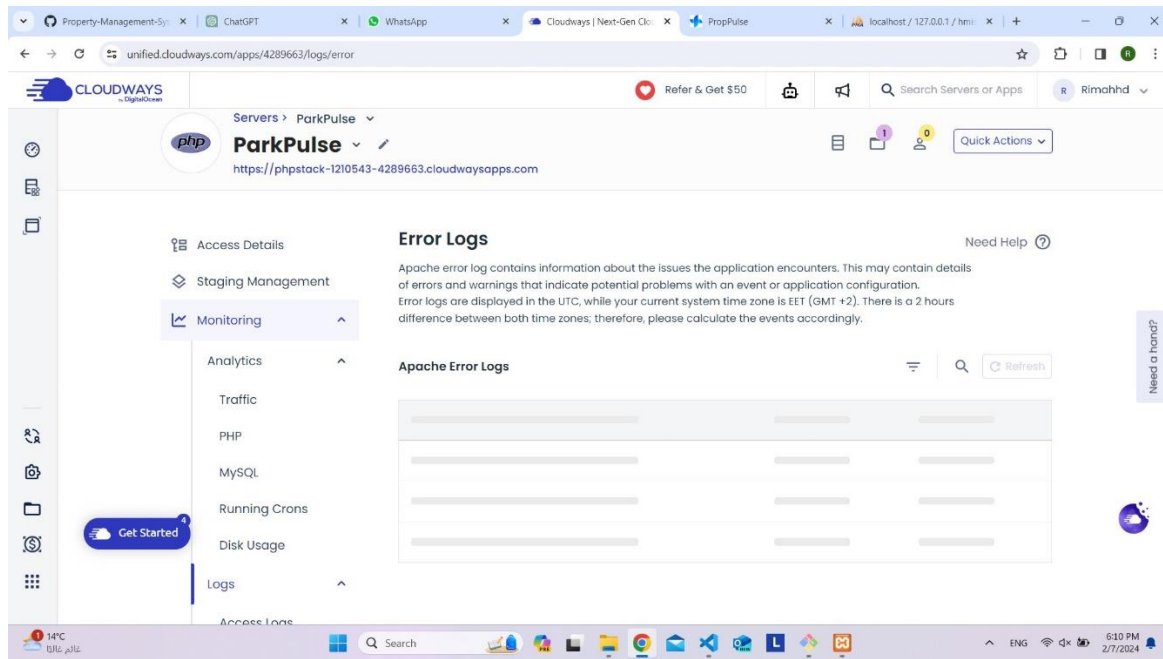 Property-Management-Sy
ChatGPT
WhatsApp
Cloudways | Next-Gen Clo
PropPulse
localhost / 127.0.0.1 / hmi
unified.cloudways.com/apps/4289663/logs/error
R
CLOUDWAYS
by DigitalOcean
Refer & Get $50
Search Servers or Apps
R Rimahhd
php
Servers > ParkPulse
ParkPulse
https://phpstack-1210543-4289663.cloudwaysapps.com
1
0
Quick Actions
Access Details
Staging Management
Monitoring
Analytics
Traffic
PHP
MySQL
Running Crons
Disk Usage
Logs
Access Logs
Get Started
4
Error Logs
Need Help ?
Apache error log contains information about the issues the application encounters. This may contain details
of errors and warnings that indicate potential problems with an event or application configuration.
Error logs are displayed in the UTC, while your current system time zone is EET (GMT +2). There is a 2 hours
difference between both time zones; therefore, please calculate the events accordingly.
Apache Error Logs
Refresh
Need a hand?
1
14°C
غائم غالبًا
Search
ENG
6:10 PM
2/7/2024